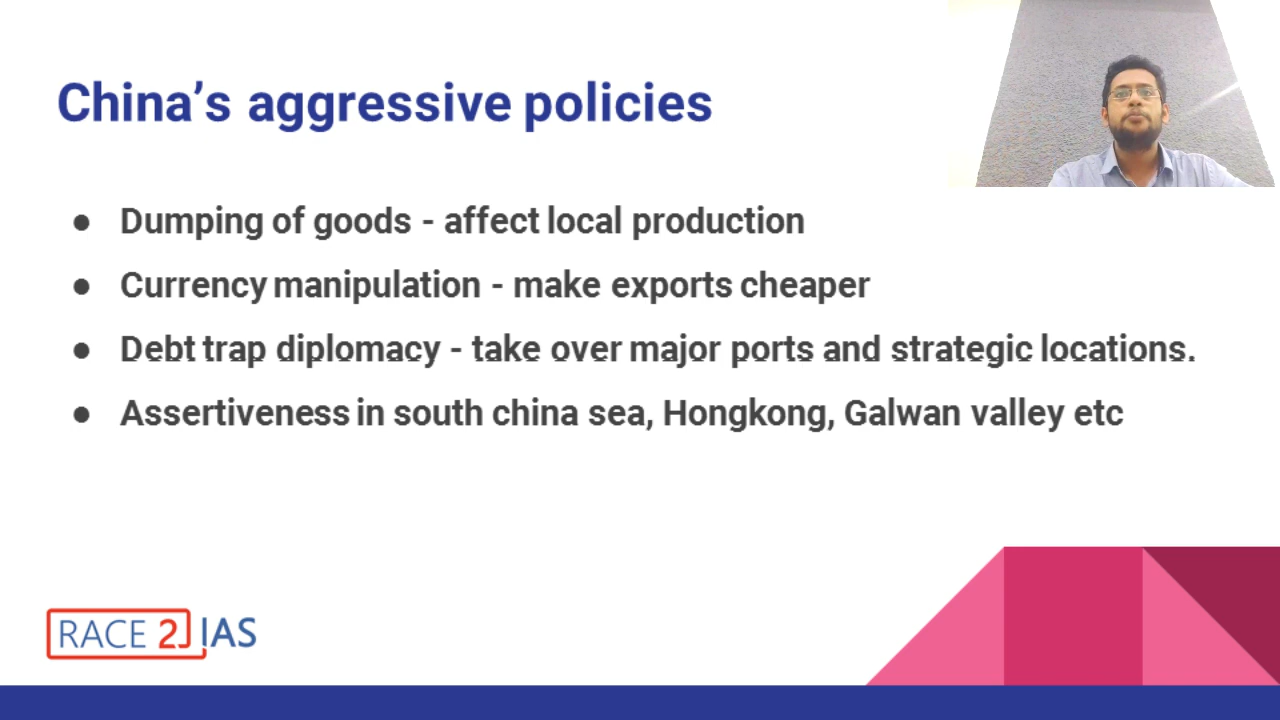 China’s aggressive policies
● Dumping of goods - affect local production
● Currency manipulation - make exports cheaper
● Debt trap diplomacy - take over major ports and strategic locations.
● Assertiveness in south china sea, Hongkong, Galwan valley etc
RACE 2 IAS